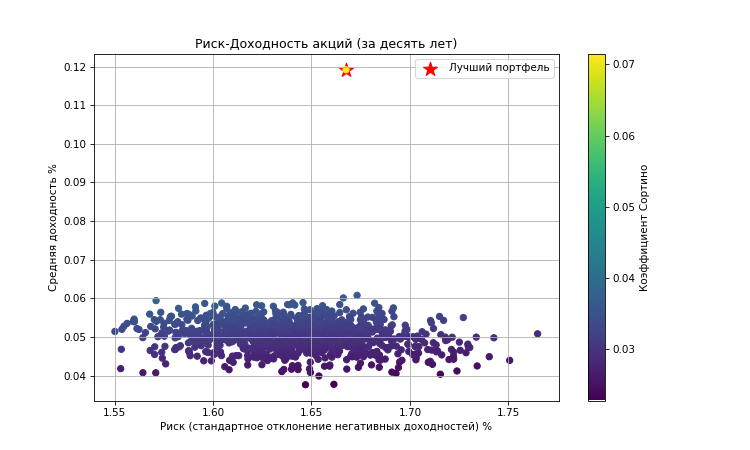 Риск-Доходность акций (за десять лет)
Лучший портфель
Средняя доходность %
0.12
0.11
0.10
0.09
0.08
0.07
0.06
0.05
0.04
1.55 1.60 1.65 1.70 1.75
Риск (стандартное отклонение негативных доходностей) %
0.07
0.06
0.05
0.04
0.03
Коэффициент Сортино